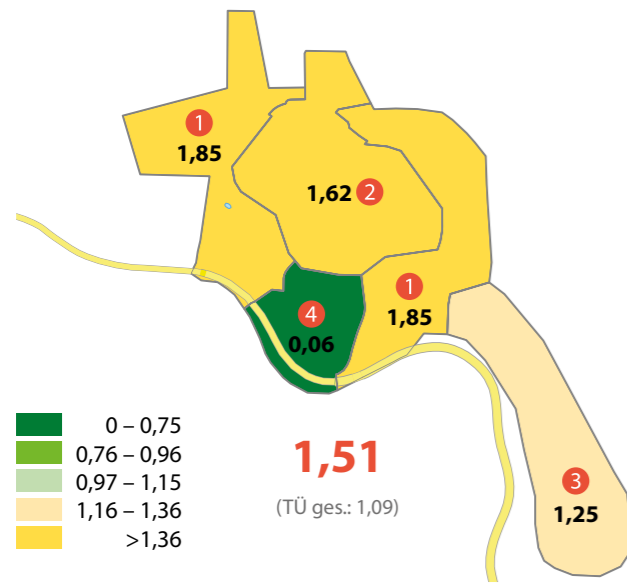 1
1,85
1,62 2
1
1,85
4
0,06
3
1,25
0 – 0,75
0,76 – 0,96
0,97 – 1,15
1,16 – 1,36
>1,36
1,51
(TÜ ges.: 1,09)